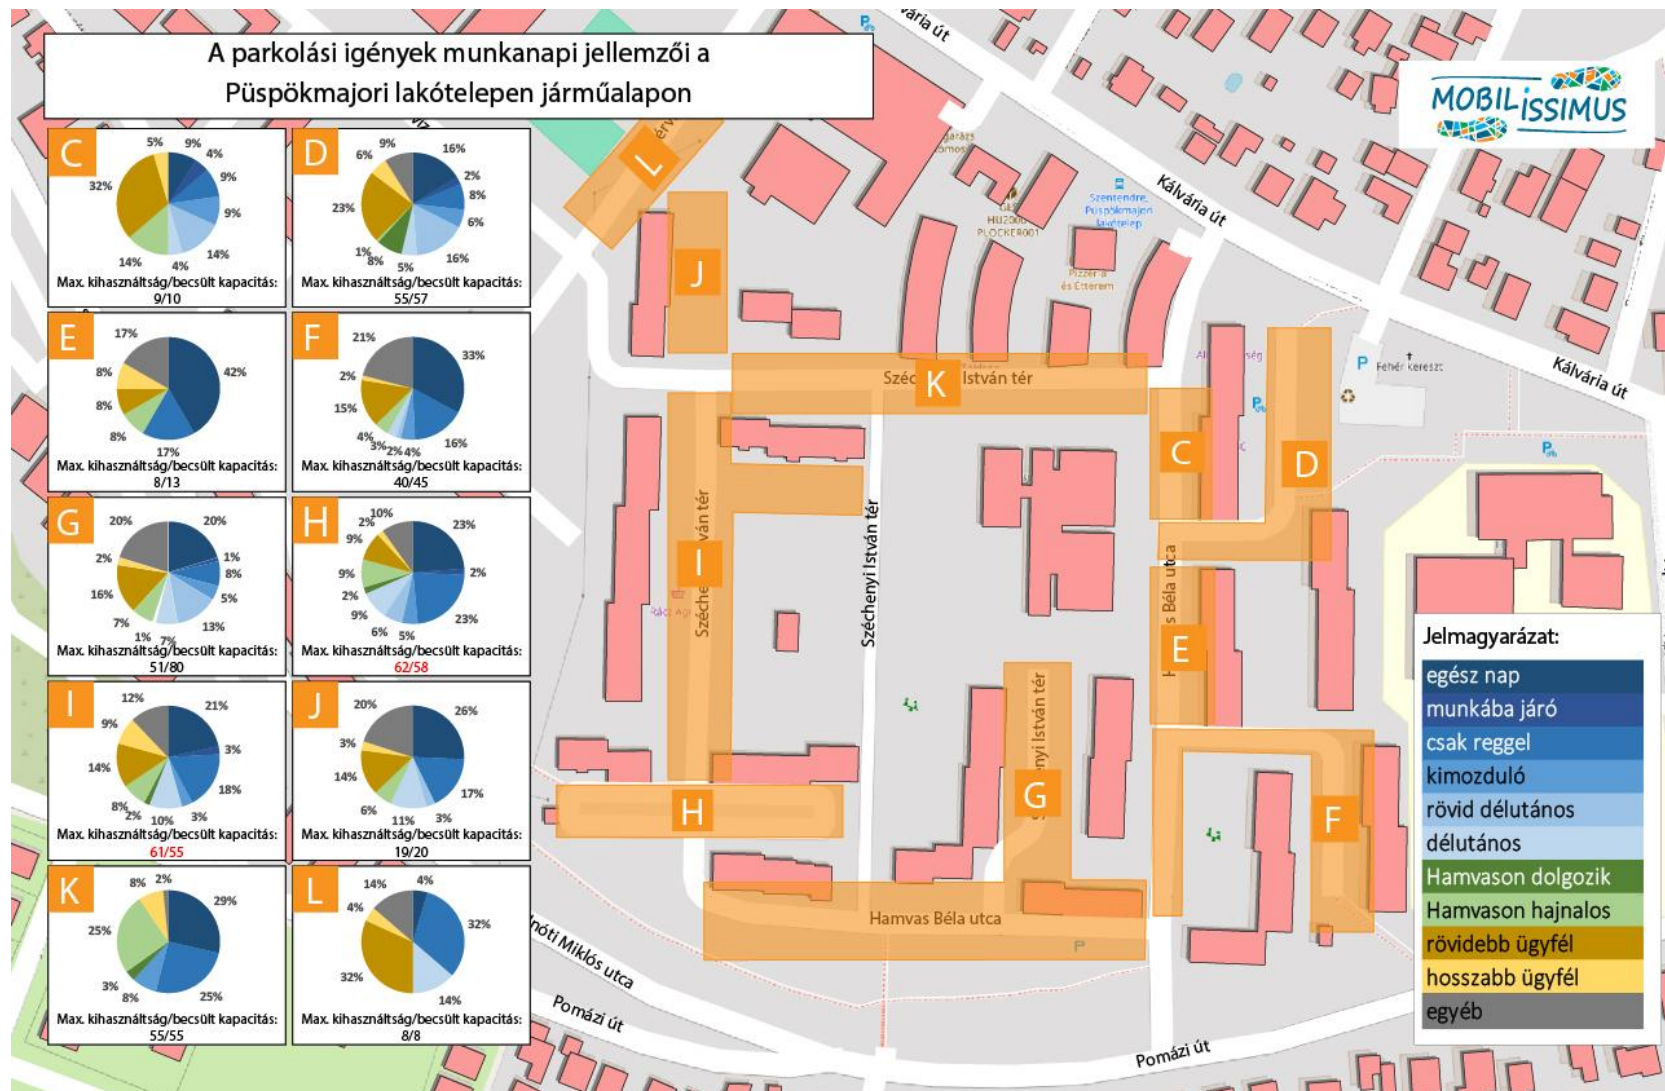 A parkolási igények munkanapi jellemzői a
Püspökmajori lakótelepen járműalapon
MOBILISSIMUS
C
5%
9%
4%
9%
9%
14%
4%
14%
32%
Max. kihasználtság/becsült kapacitás:
9/10
D
9%
16%
2%
8%
6%
16%
5%
8%
1%
23%
6%
Max. kihasználtság/becsült kapacitás:
55/57
E
17%
42%
17%
8%
8%
8%
Max. kihasználtság/becsült kapacitás:
8/13
F
21%
33%
16%
4%
2%
3%
4%
15%
2%
Max. kihasználtság/becsült kapacitás:
40/45
G
20%
20%
1%
8%
5%
13%
7%
1%
7%
16%
2%
Max. kihasználtság/becsült kapacitás:
51/80
H
10%
23%
2%
23%
5%
6%
9%
2%
9%
9%
2%
Max. kihasználtság/becsült kapacitás:
62/58
I
12%
21%
3%
18%
3%
10%
2%
8%
14%
9%
Max. kihasználtság/becsült kapacitás:
61/55
J
20%
26%
17%
3%
11%
6%
14%
3%
Max. kihasználtság/becsült kapacitás:
19/20
K
8%
2%
29%
25%
8%
3%
25%
Max. kihasználtság/becsült kapacitás:
55/55
L
14%
4%
32%
14%
32%
4%
Max. kihasználtság/becsült kapacitás:
8/8
Kálvária út
Kálvária út
L
J
Szentendre,
Püspökmajori
lakótelep
Pizzéria
és Étterem
K
István tér
P
Fehér kereszt
C
D
I
Széchenyi István tér
E
Béla utca
G
H
F
Hamvas Béla utca
P
Miklós utca
Pomázi út
Pomázi út
Jelmagyarázat:
egész nap
munkába járó
csak reggel
kimozduló
rövid délutános
délutános
Hamvason dolgozik
Hamvason hajnalos
rövidebb ügyfél
hosszabb ügyfél
egyéb